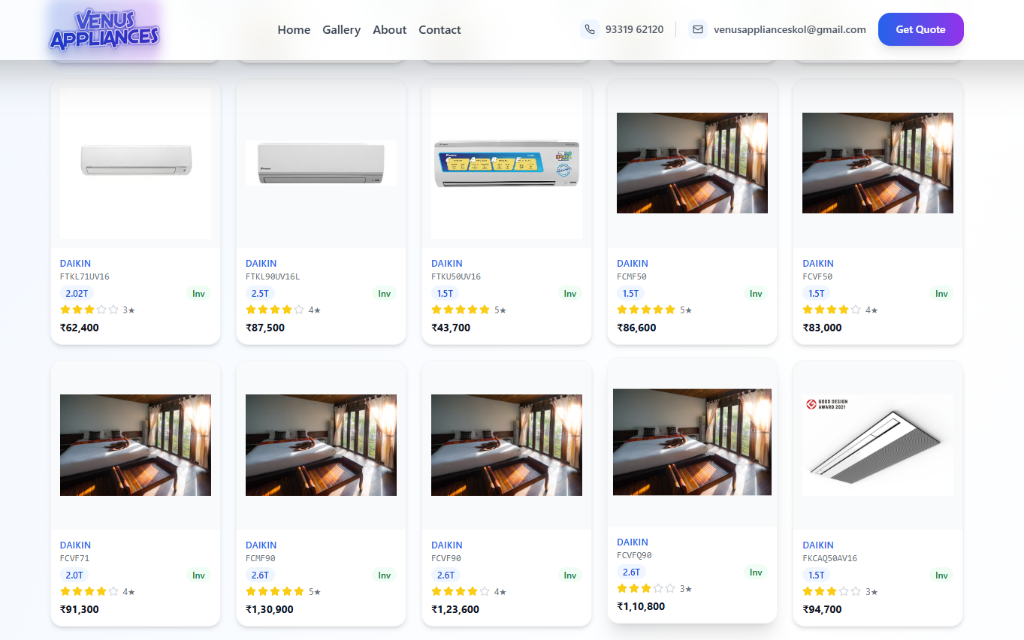 VENUS
APPLIANCES
Home Gallery About Contact
93319 62120
venusapplianceskol@gmail.com
Get Quote
DAIKIN
FTKL71UV16
2.02T Inv
3★
₹62,400
DAIKIN
FTKL90UV16L
2.5T Inv
4★
₹87,500
DAIKIN
FTKU50UV16
1.5T Inv
5★
₹43,700
DAIKIN
FCMF50
1.5T Inv
5★
₹86,600
DAIKIN
FCVF50
1.5T Inv
4★
₹83,000
DAIKIN
FCVF71
2.0T Inv
4★
₹91,300
DAIKIN
FCMF90
2.6T Inv
5★
₹1,30,900
DAIKIN
FCVF90
2.6T Inv
4★
₹1,23,600
DAIKIN
FCVFQ90
2.6T Inv
3★
₹1,10,800
GOOD DESIGN
AWARD 2021
DAIKIN
FKCAQ50AV16
1.5T Inv
3★
₹94,700